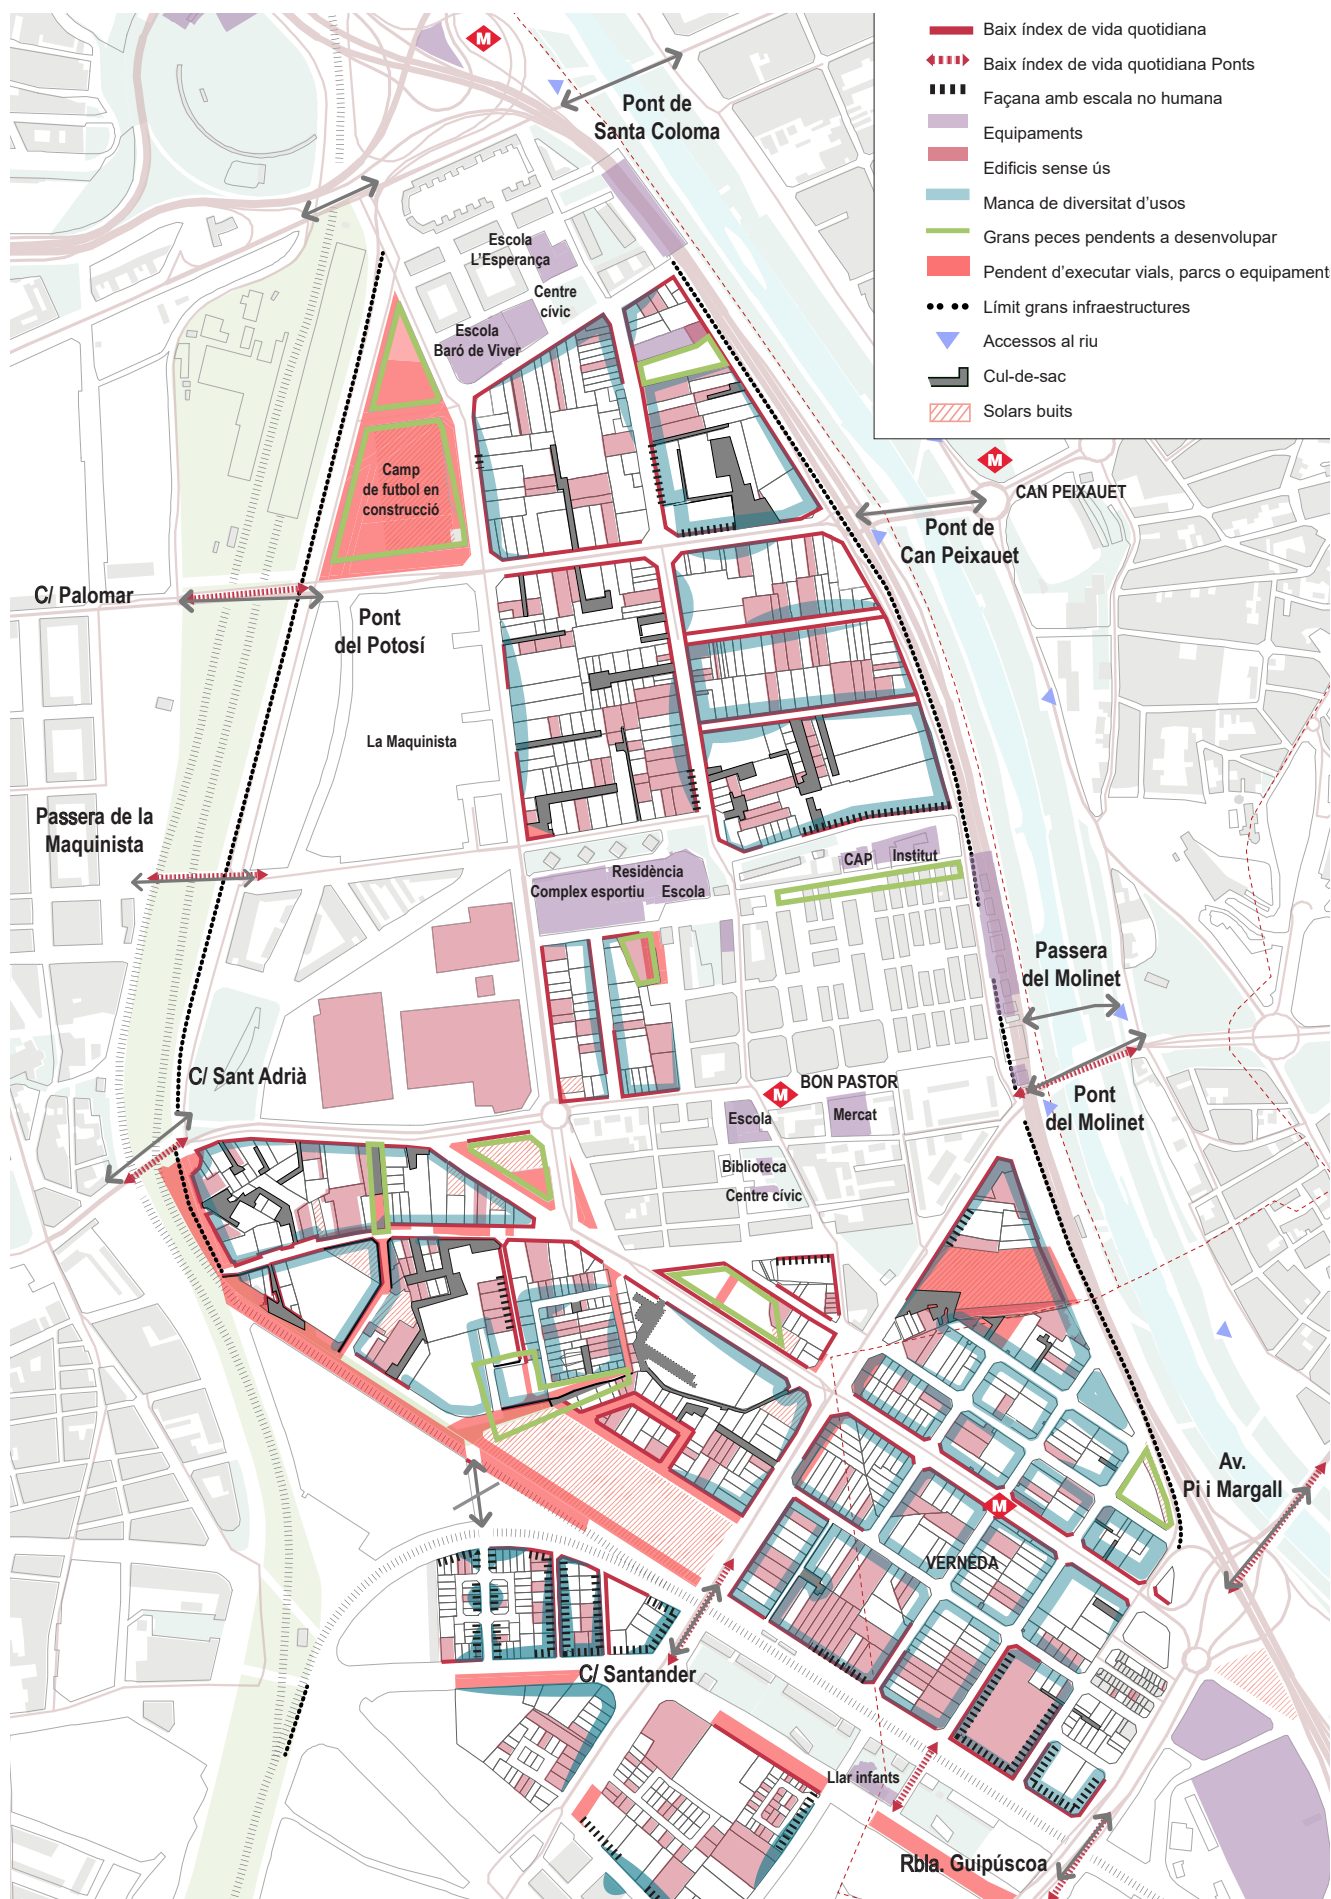 Baix índex de vida quotidiana
Baix índex de vida quotidiana Ponts
Façana amb escala no humana
Equipaments
Edificis sense ús
Manca de diversitat d'usos
Grans peces pendents a desenvolupar
Pendent d'executar vials, parcs o equipament
Límit grans infraestructures
Accessos al riu
Cul-de-sac
Solars buits
M
Pont de
Santa Coloma
Escola
L'Esperança
Centre
cívic
Escola
Baró de Viver
Camp
de futbol en
construcció
M
CAN PEIXAUET
Pont de
Can Peixauet
C/ Palomar
Pont
del Potosí
La Maquinista
Passera de la
Maquinista
CAP
Institut
Residència
Complex esportiu
Escola
Passera
del Molinet
C/ Sant Adrià
M
BON PASTOR
Escola
Mercat
Pont
del Molinet
Biblioteca
Centre cívic
Av.
Pi i Margall
M
VERNEDA
C/ Santander
Llar infants
Rbla. Guipúscoa